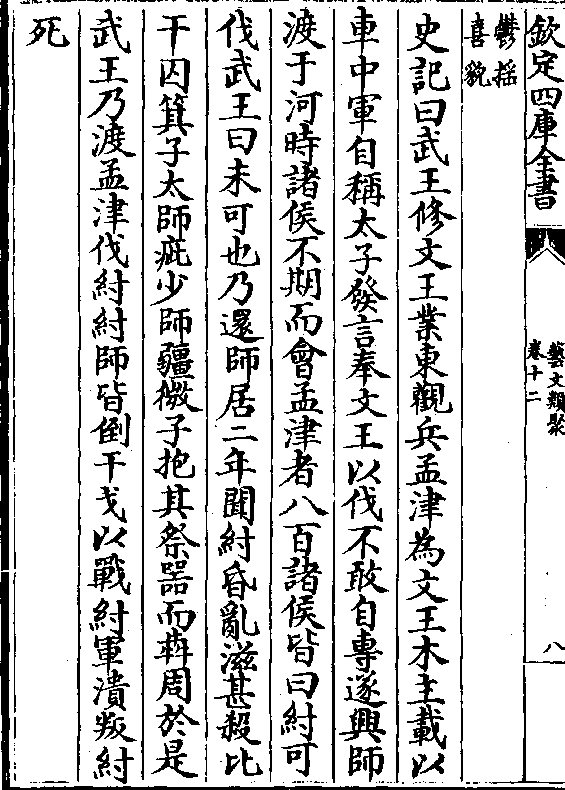 欽定四庫全書
藝文類聚
卷十二
八
鬱揺
喜貌
史記曰武王修文王業東觀兵孟津為文王木主載以
車中軍自稱太子發言奉文王以伐不敢自專遂興師
渡于河時諸侯不期而會孟津者八百諸侯皆曰紂可
伐武王曰未可也乃還師居二年聞紂昏亂滋甚殺比
干囚箕子太師疵少師疆微子抱其祭器而犇周於是
武王乃渡孟津伐紂紂師皆倒干戈以戰紂軍潰叛紂
死